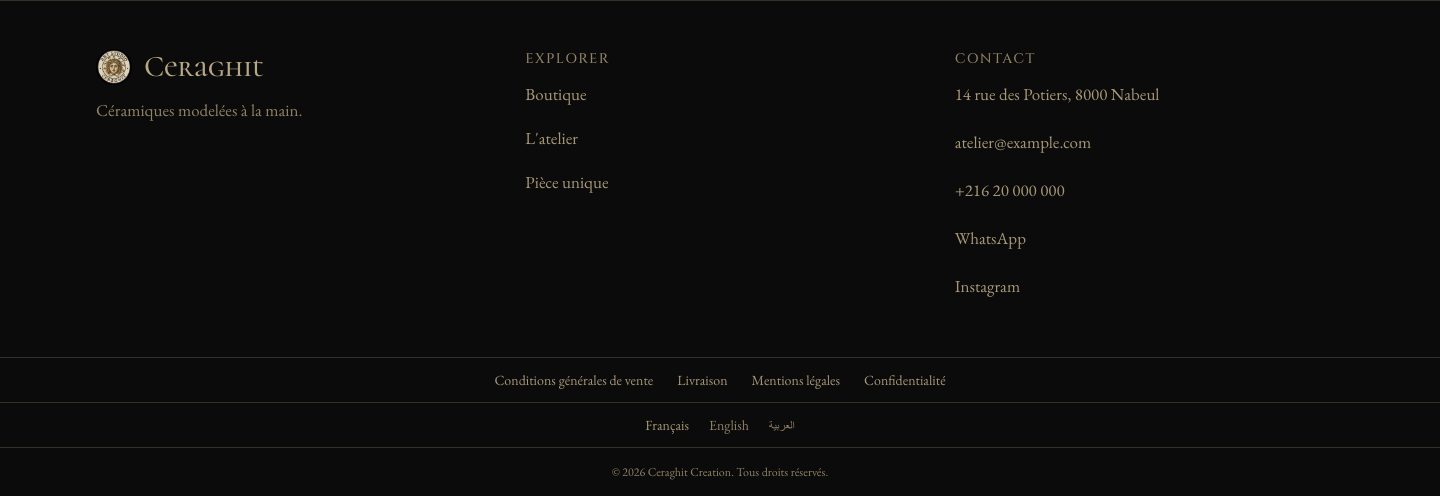 Ceraghit
Céramiques modelées à la main.
EXPLORER
Boutique
L'atelier
Pièce unique
CONTACT
14 rue des Potiers, 8000 Nabeul
atelier@example.com
+216 20 000 000
WhatsApp
Instagram
Conditions générales de vente Livraison Mentions légales Confidentialité
Français English العربية
© 2026 Ceraghit Creation. Tous droits réservés.